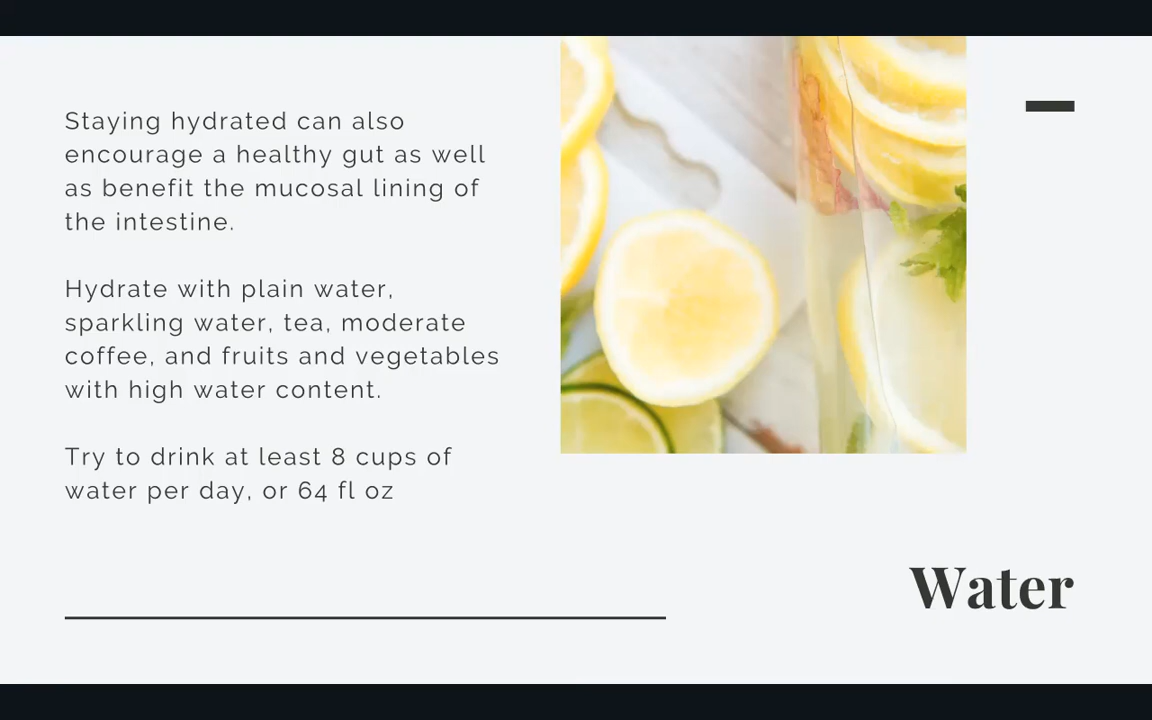 Staying hydrated can also
encourage a healthy gut as well
as benefit the mucosal lining of
the intestine.
Hydrate with plain water,
sparkling water, tea, moderate
coffee, and fruits and vegetables
with high water content.
Try to drink at least 8 cups of
water per day, or 64 fl oz
Water